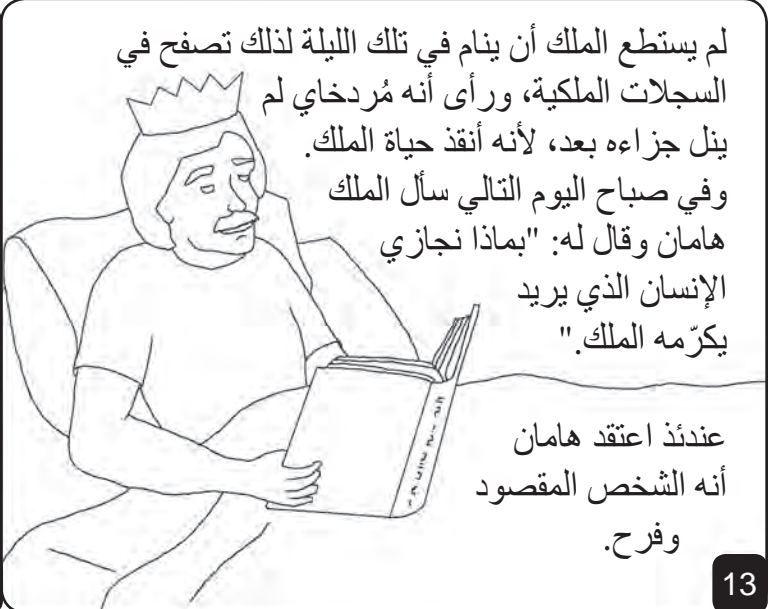 لم يستطع الملك أن ينام في تلك الليلة لذلك تصفح في
السجلات الملكية، ورأى أنه مُردخاي لم
ينل جزاءه بعد، لأنه أنقذ حياة الملك.
وفي صباح اليوم التالي سأل الملك
هامان وقال له: "بماذا نجازي
الإنسان الذي يريد
يكرّمه الملك."
عندئذ اعتقد هامان
أنه الشخص المقصود
وفرح.
13